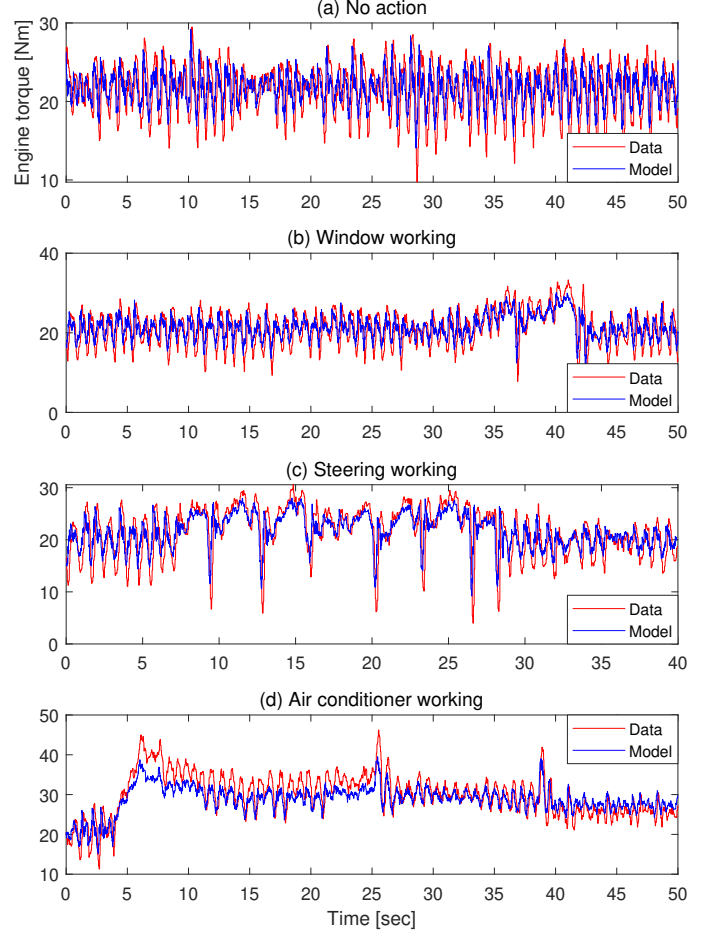 (a) No action
Engine torque [Nm]
30
20
10
Data
Model
0 5 10 15 20 25 30 35 40 45 50
(b) Window working
40
20
0
Data
Model
0 5 10 15 20 25 30 35 40 45 50
(c) Steering working
30
20
10
0
Data
Model
0 5 10 15 20 25 30 35 40
(d) Air conditioner working
50
40
30
20
10
Data
Model
0 5 10 15 20 25 30 35 40 45 50
Time [sec]